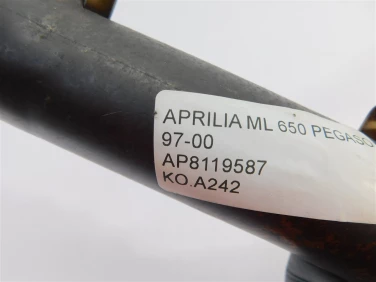 APRILIA ML 650 PEGASO
97-00
AP8119587
KO.A242